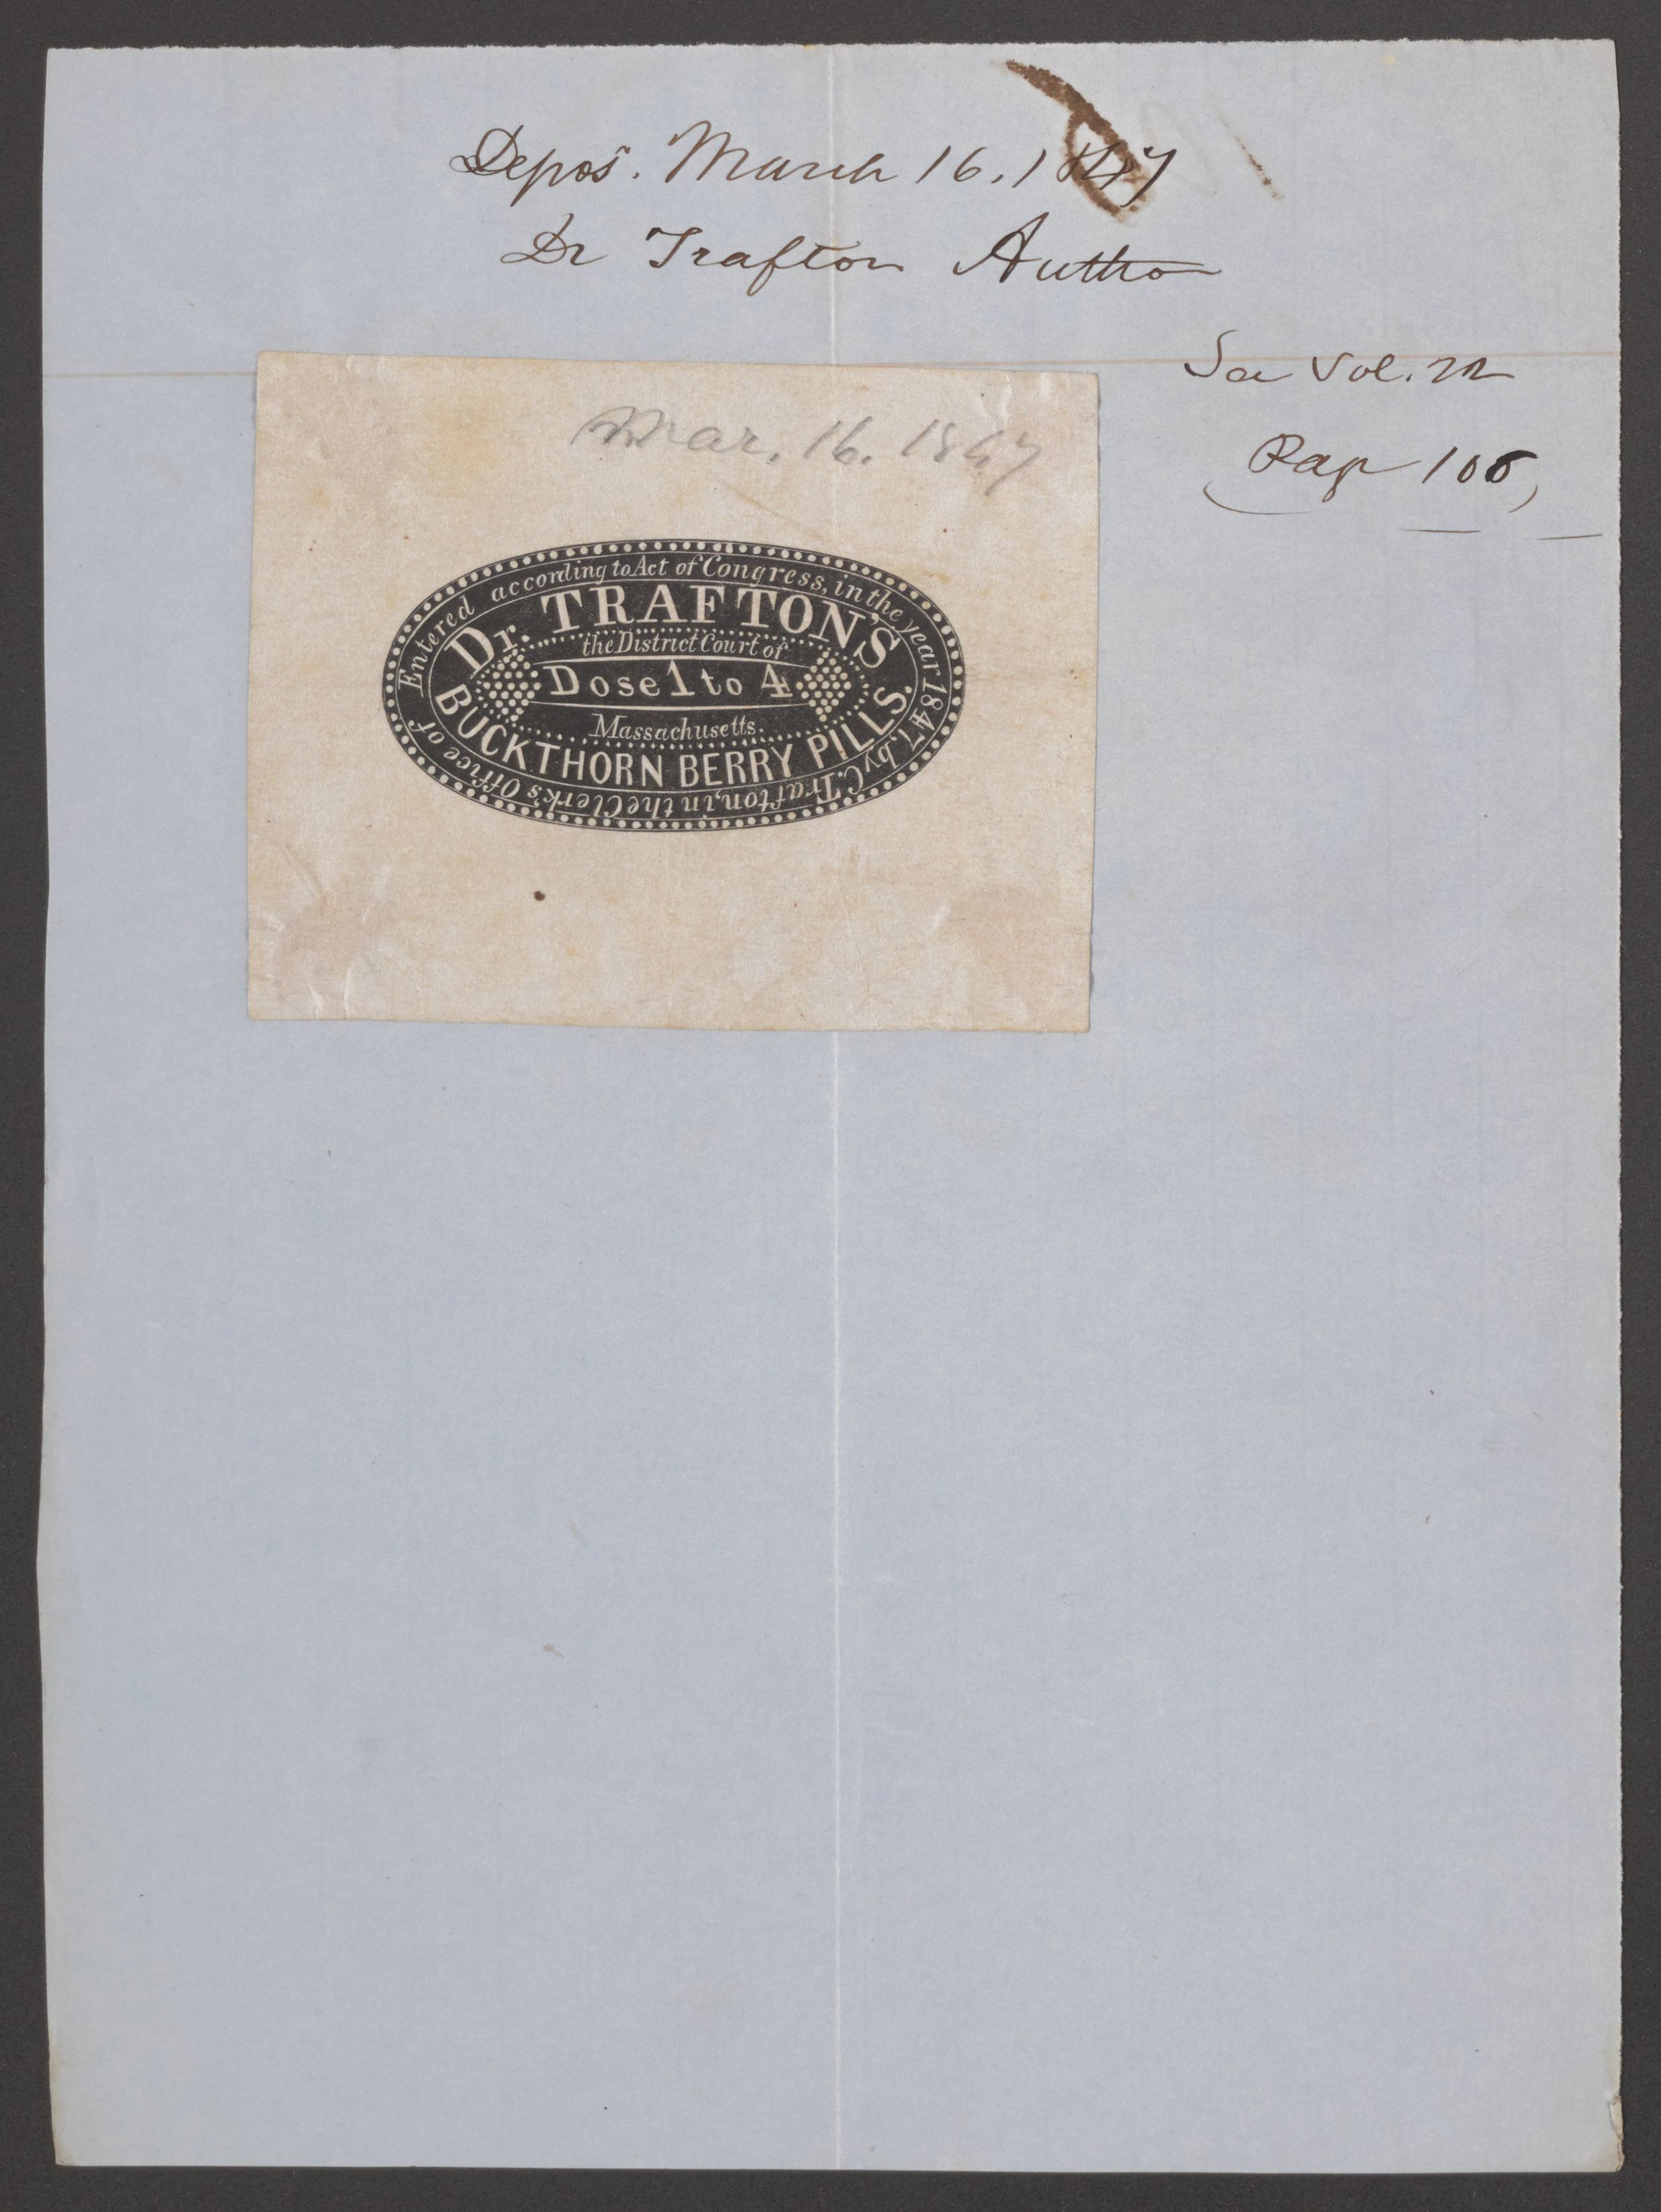 Depos. March 16. 1847
Dr Trafton Author
See Vol. 22
Page 106
Mar. 16. 1847
Entered according to Act of Congress, in the year 1847, by C. Trafton, in the Clerk's Office of
Dr. TRAFTON'S
the District Court of
Dose 1 to 4
Massachusetts.
BUCKTHORN BERRY PILLS.